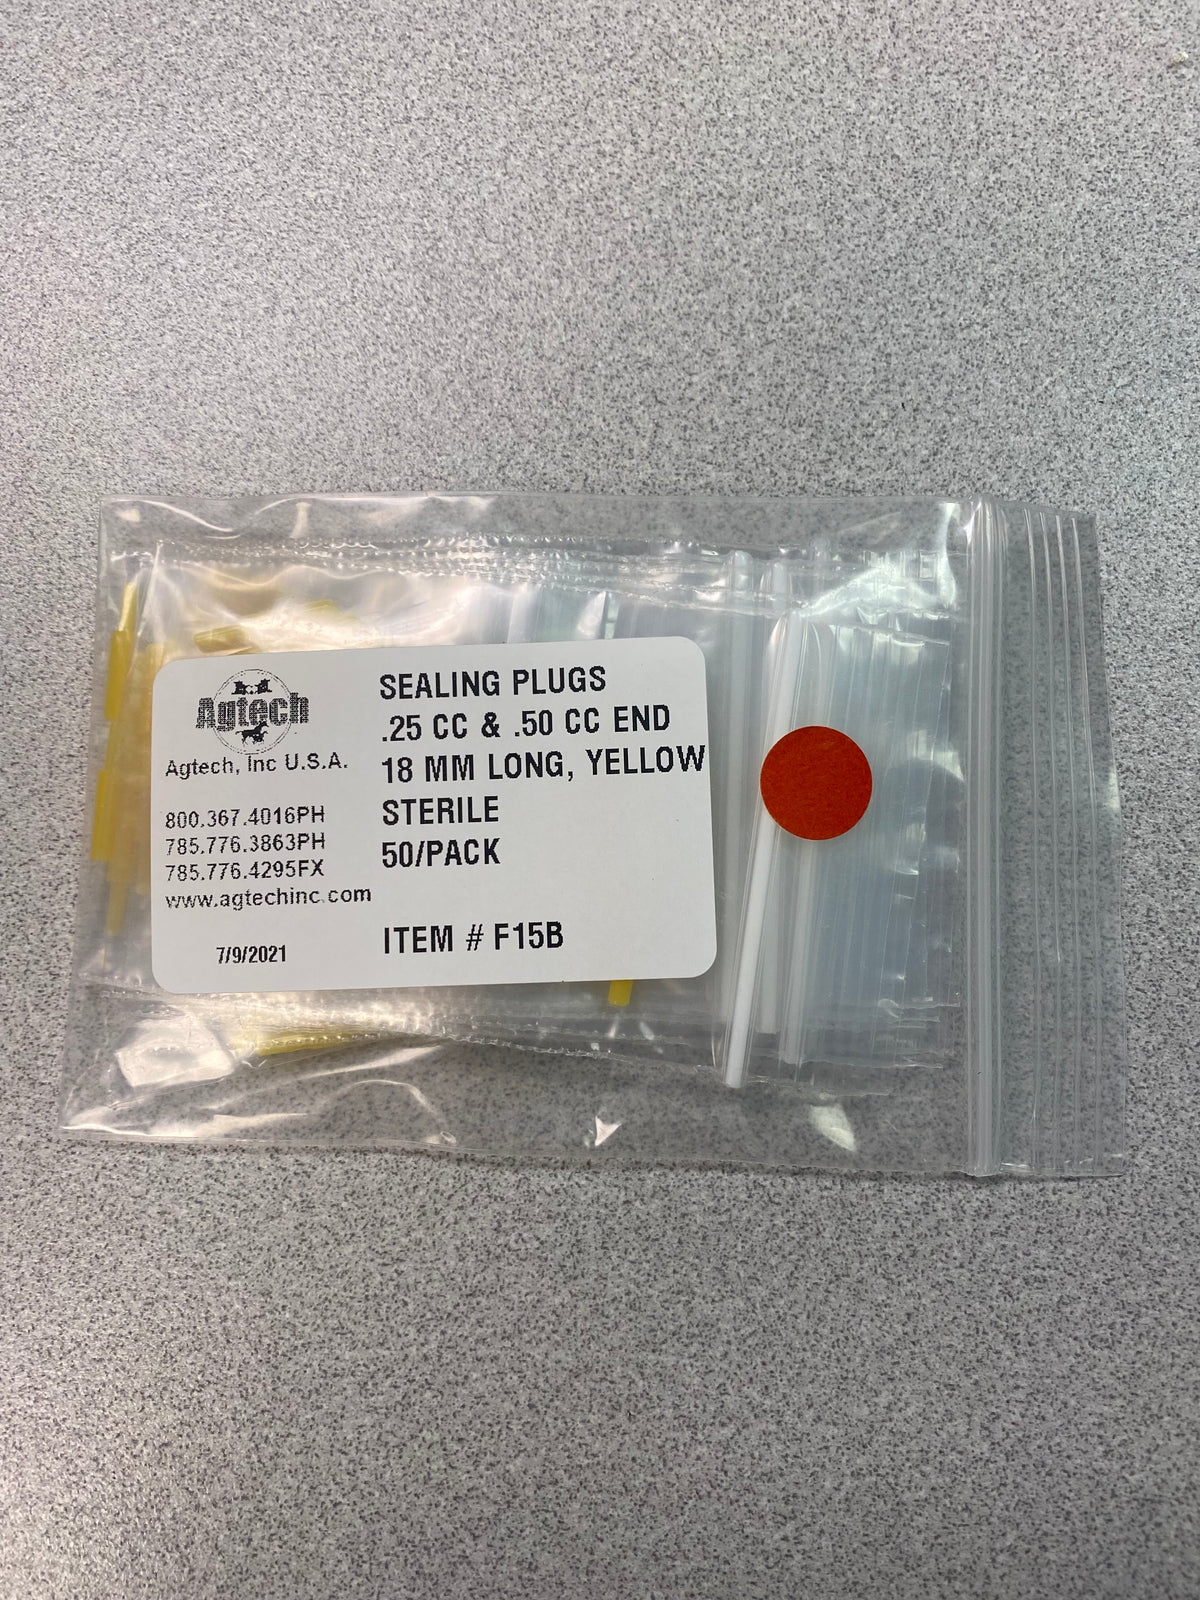 Agtech
Agtech, Inc U.S.A.
800.367.4016PH
785.776.3863PH
785.776.4295FX
www.agtechinc.com
7/9/2021
SEALING PLUGS
.25 CC & .50 CC END
18 MM LONG, YELLOW
STERILE
50/PACK
ITEM # F15B